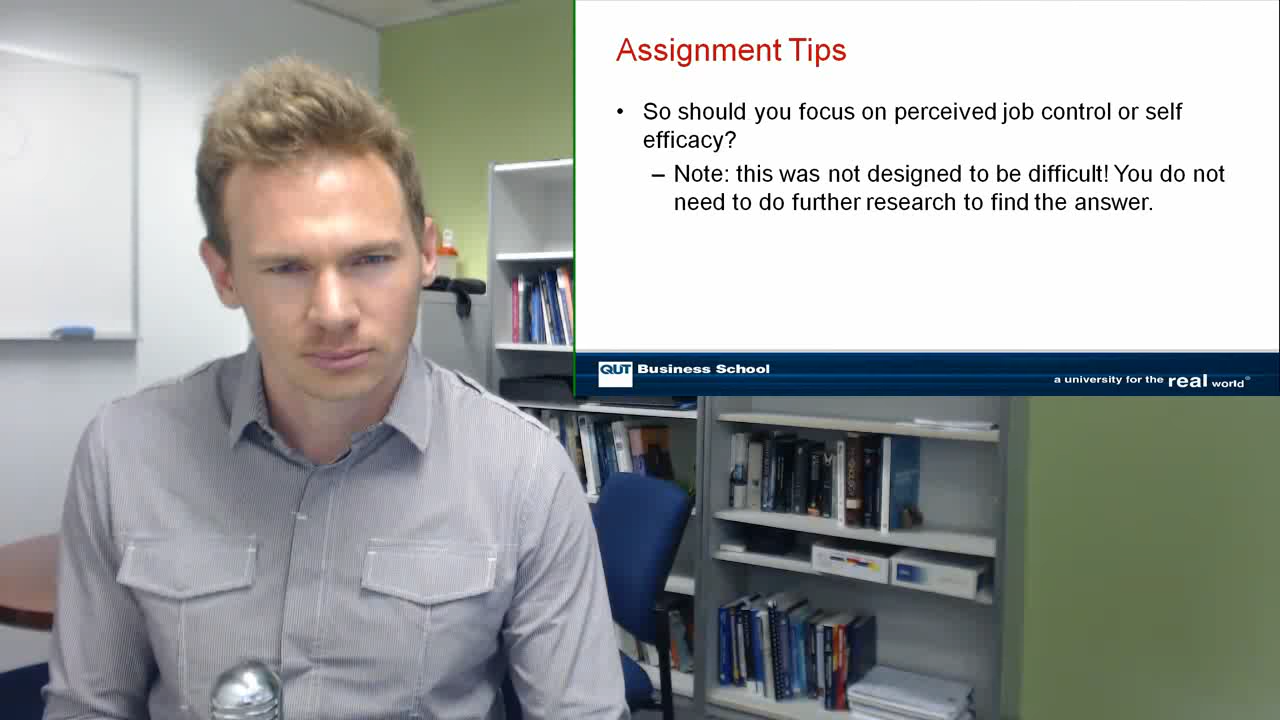 Assignment Tips
• So should you focus on perceived job control or self
efficacy?
– Note: this was not designed to be difficult! You do not
need to do further research to find the answer.
QUT Business School
a university for the real world®